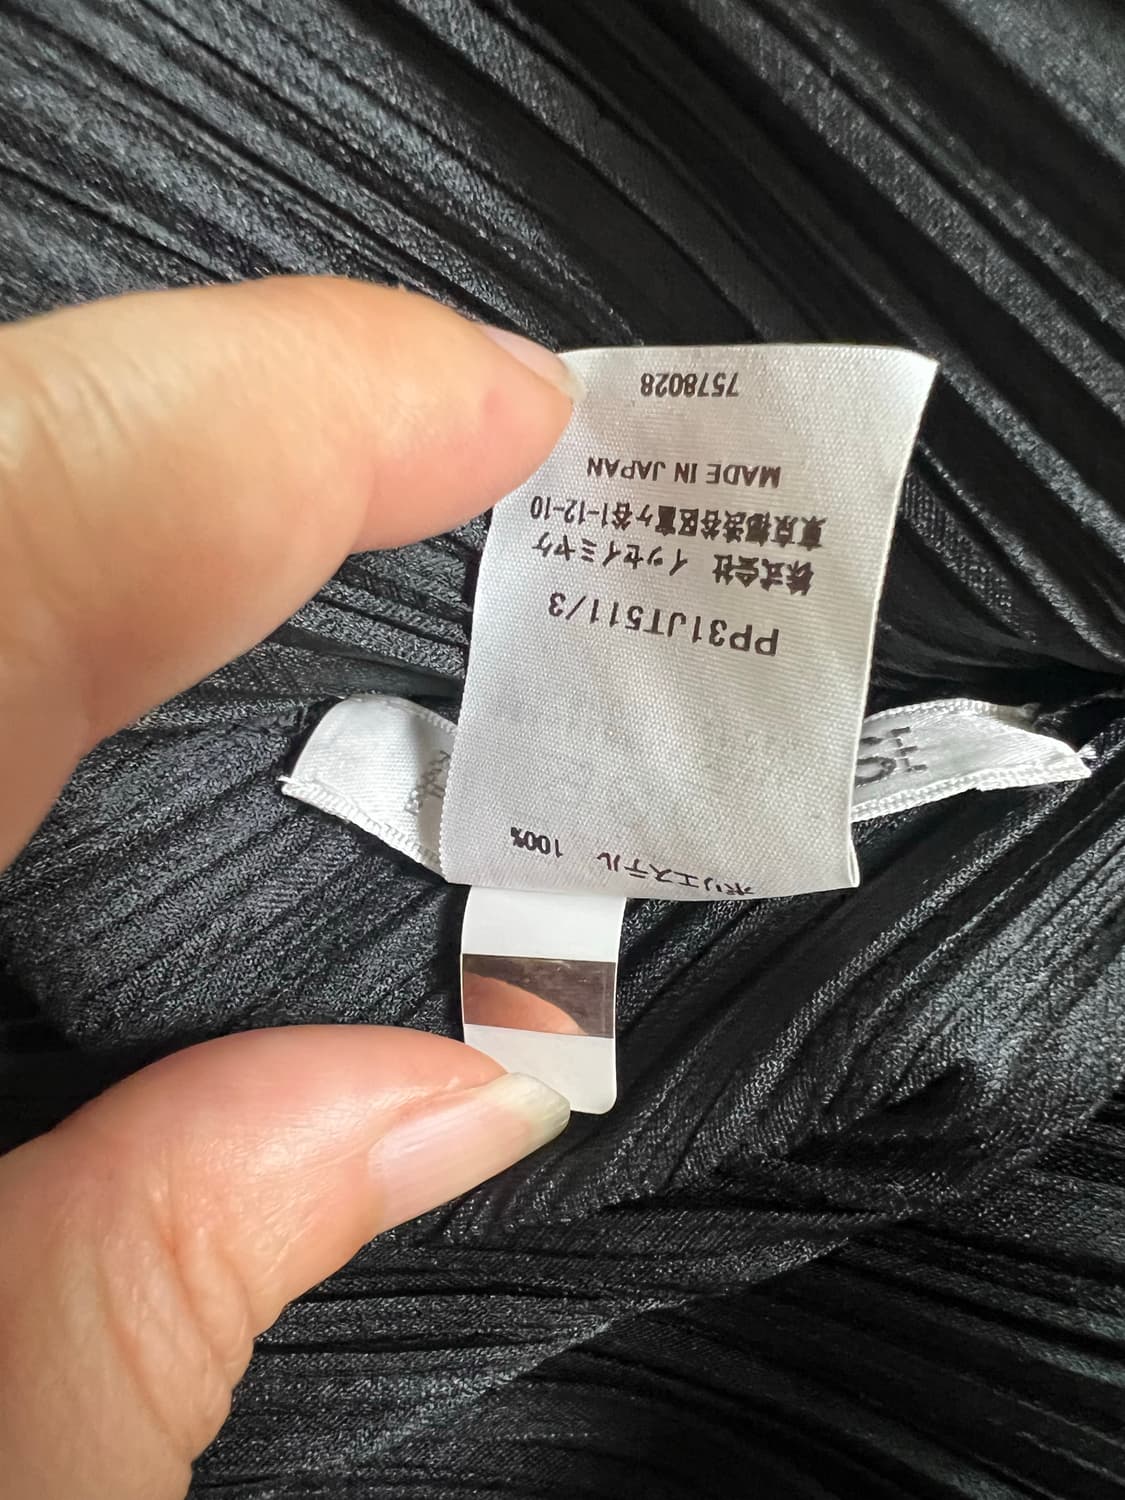 ポリエステル 100%
PP31JT511/3
株式会社 イッセイミヤケ
東京都渋谷区富ヶ谷1-12-10
MADE IN JAPAN
7578028